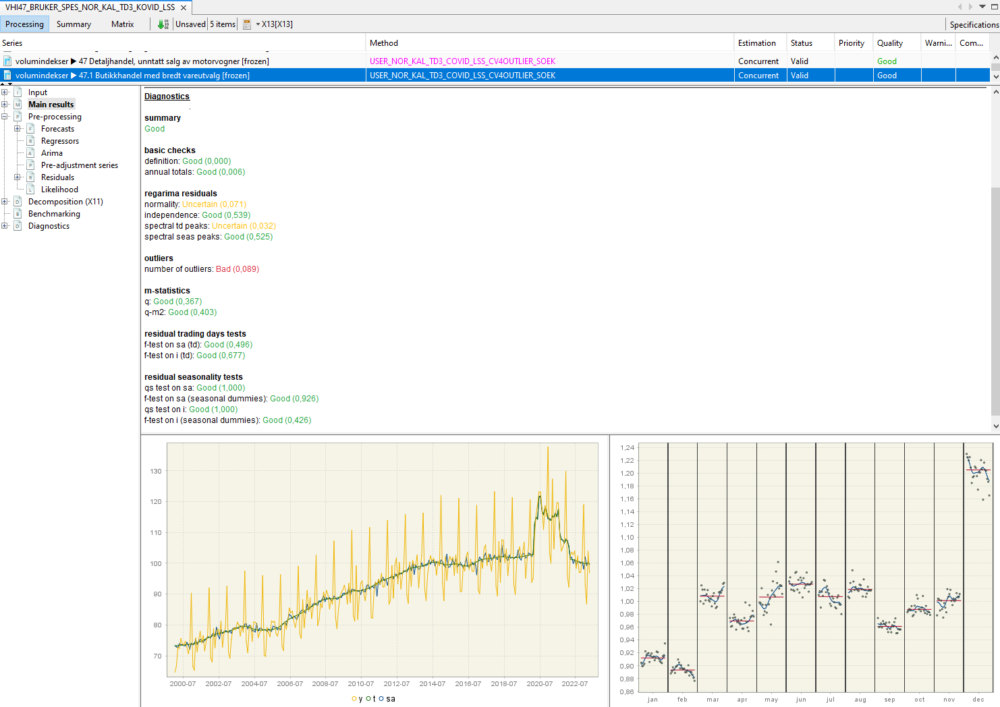 VHI47_BRUKER_SPES_NOR_KAL_TD3_KOVID_LSS
Processing Summary Matrix Unsaved 5 items X13[X13] Specifications
Series Method Estimation Status Priority Quality Warni... Com...
volumindekser ▶ 47 Detaljhandel, unntatt salg av motorvogner [frozen] USER_NOR_KAL_TD3_COVID_LSS_CV4OUTLIER_SOEK Concurrent Valid Good
volumindekser ▶ 47.1 Butikkhandel med bredt vareutvalg [frozen] USER_NOR_KAL_TD3_COVID_LSS_CV4OUTLIER_SOEK Concurrent Valid Good
Input
Main results
Pre-processing
Forecasts
Regressors
Arima
Pre-adjustment series
Residuals
Likelihood
Decomposition (X11)
Benchmarking
Diagnostics
Diagnostics
summary
Good
basic checks
definition: Good (0,000)
annual totals: Good (0,006)
regarima residuals
normality: Uncertain (0,071)
independence: Good (0,539)
spectral td peaks: Uncertain (0,032)
spectral seas peaks: Good (0,525)
outliers
number of outliers: Bad (0,089)
m-statistics
q: Good (0,367)
q-m2: Good (0,403)
residual trading days tests
f-test on sa (td): Good (0,496)
f-test on i (td): Good (0,677)
residual seasonality tests
qs test on sa: Good (1,000)
f-test on sa (seasonal dummies): Good (0,926)
qs test on i: Good (1,000)
f-test on i (seasonal dummies): Good (0,426)
130
120
110
100
90
80
70
2000-07 2002-07 2004-07 2006-07 2008-07 2010-07 2012-07 2014-07 2016-07 2018-07 2020-07 2022-07
y t sa
1,24
1,22
1,20
1,18
1,16
1,14
1,12
1,10
1,08
1,06
1,04
1,02
1,00
0,98
0,96
0,94
0,92
0,90
0,88
0,86
jan feb mar apr may jun jul aug sep oct nov dec